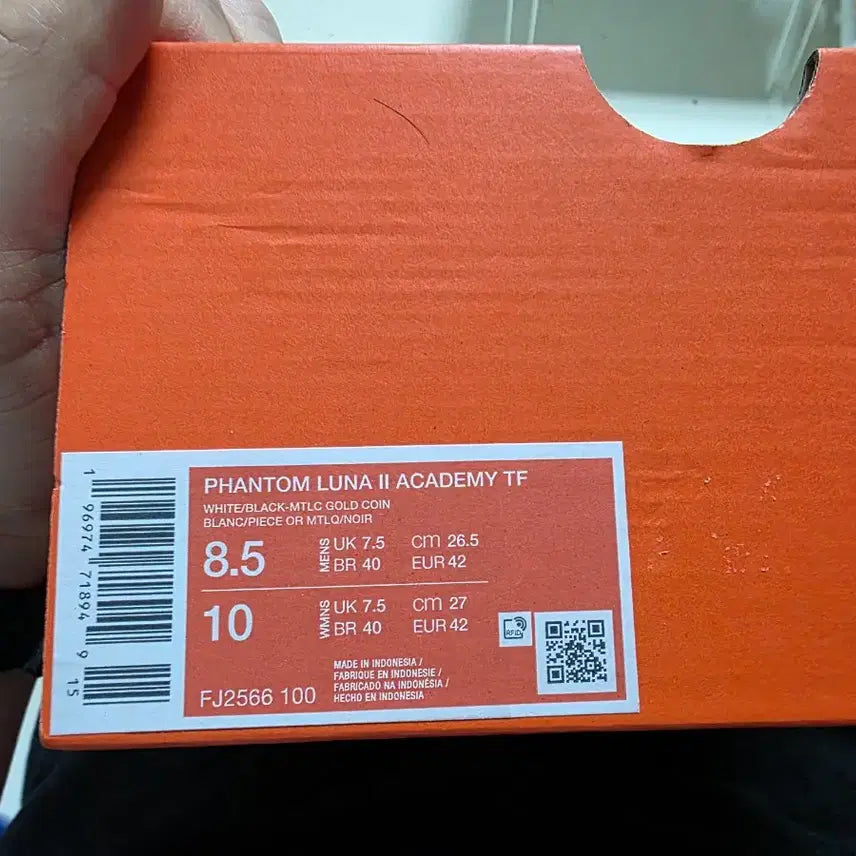 PHANTOM LUNA II ACADEMY TF
WHITE/BLACK-MTLC GOLD COIN
BLANC/PIECE OR MTLQ/NOIR
8.5 MENS UK 7.5 cm 26.5
BR 40 EUR 42
10 WMNS UK 7.5 cm 27
BR 40 EUR 42
RFID
MADE IN INDONESIA /
FABRIQUE EN INDONESIE /
FABRICADO NA INDONÉSIA /
HECHO EN INDONESIA
FJ2566 100
1 96974 71894 9 15